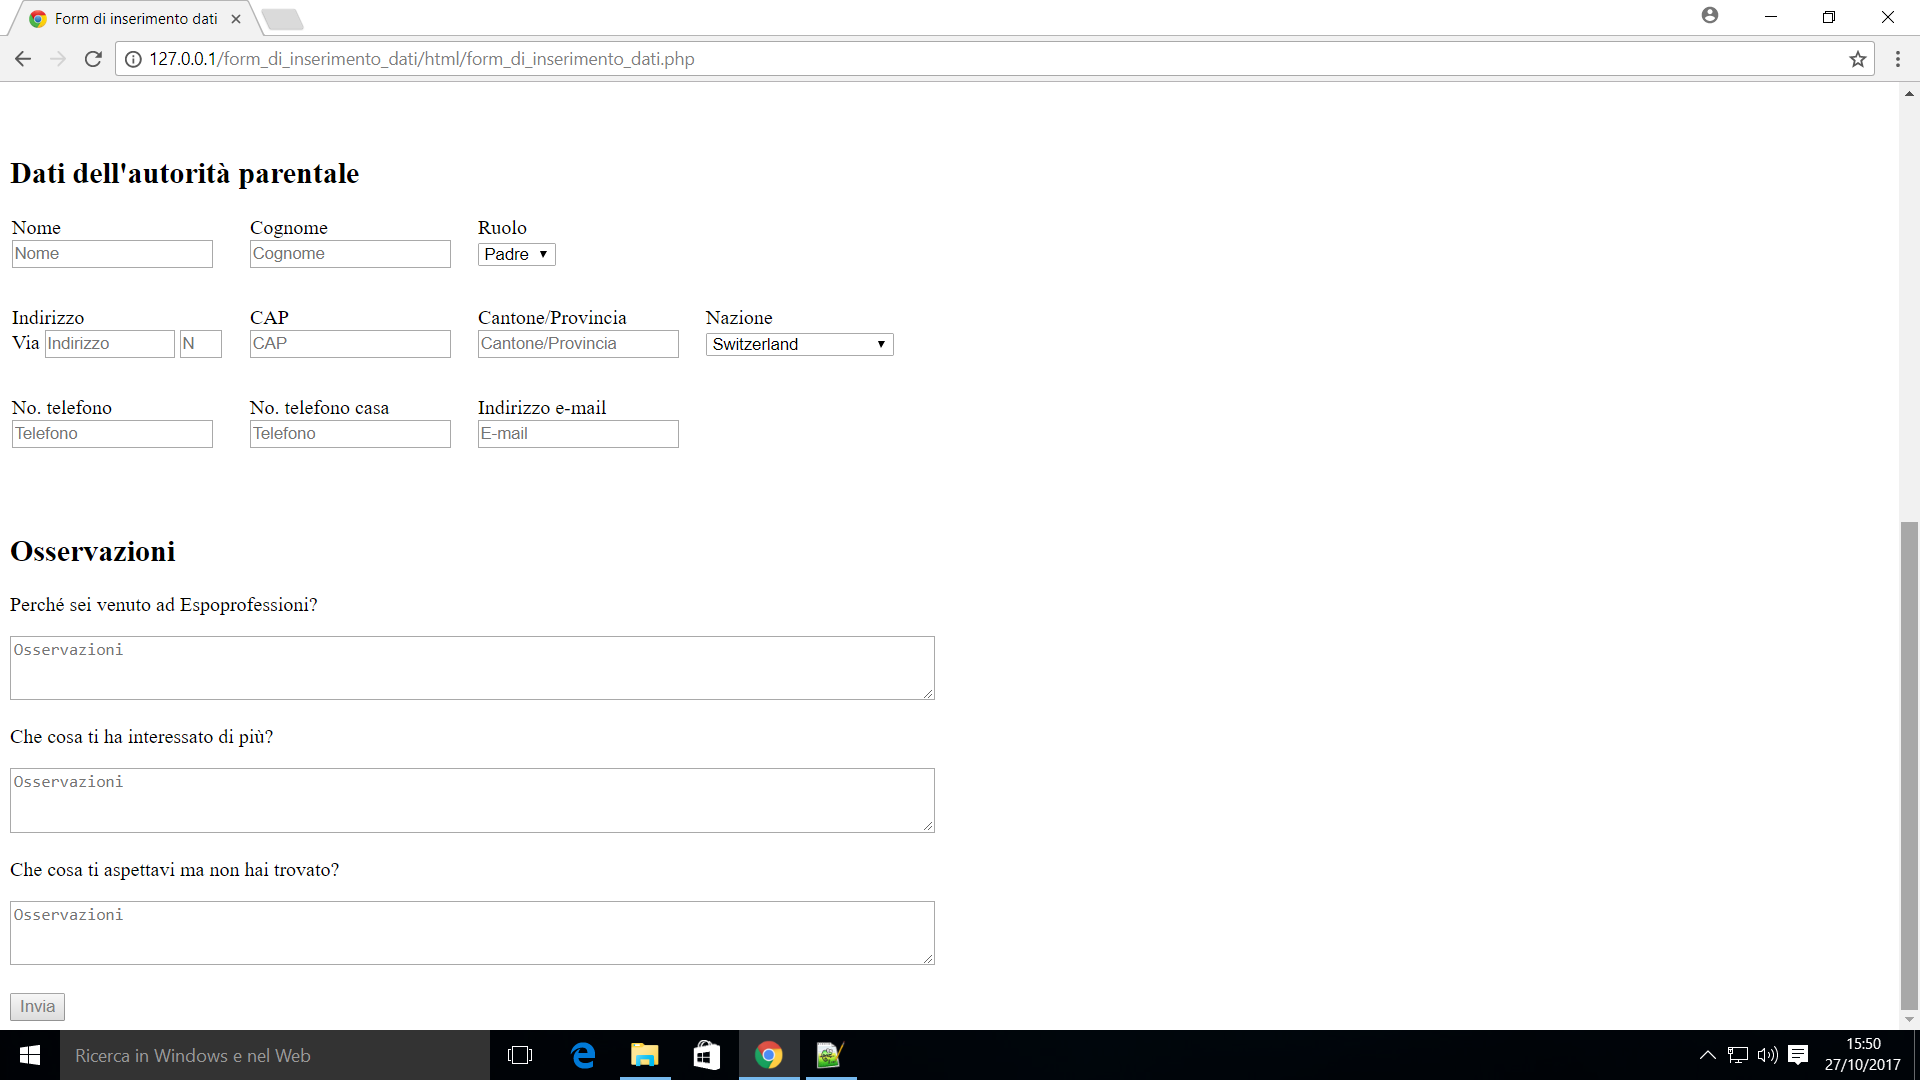 Form di inserimento dati
127.0.0.1/form_di_inserimento_dati/html/form_di_inserimento_dati.php
Dati dell'autorità parentale
Nome Cognome Ruolo
Nome Cognome Padre
Indirizzo CAP Cantone/Provincia Nazione
Via Indirizzo N CAP Cantone/Provincia Switzerland
No. telefono No. telefono casa Indirizzo e-mail
Telefono Telefono E-mail
Osservazioni
Perché sei venuto ad Espoprofessioni?
Osservazioni
Che cosa ti ha interessato di più?
Osservazioni
Che cosa ti aspettavi ma non hai trovato?
Osservazioni
Invia
Ricerca in Windows e nel Web
15:50
27/10/2017